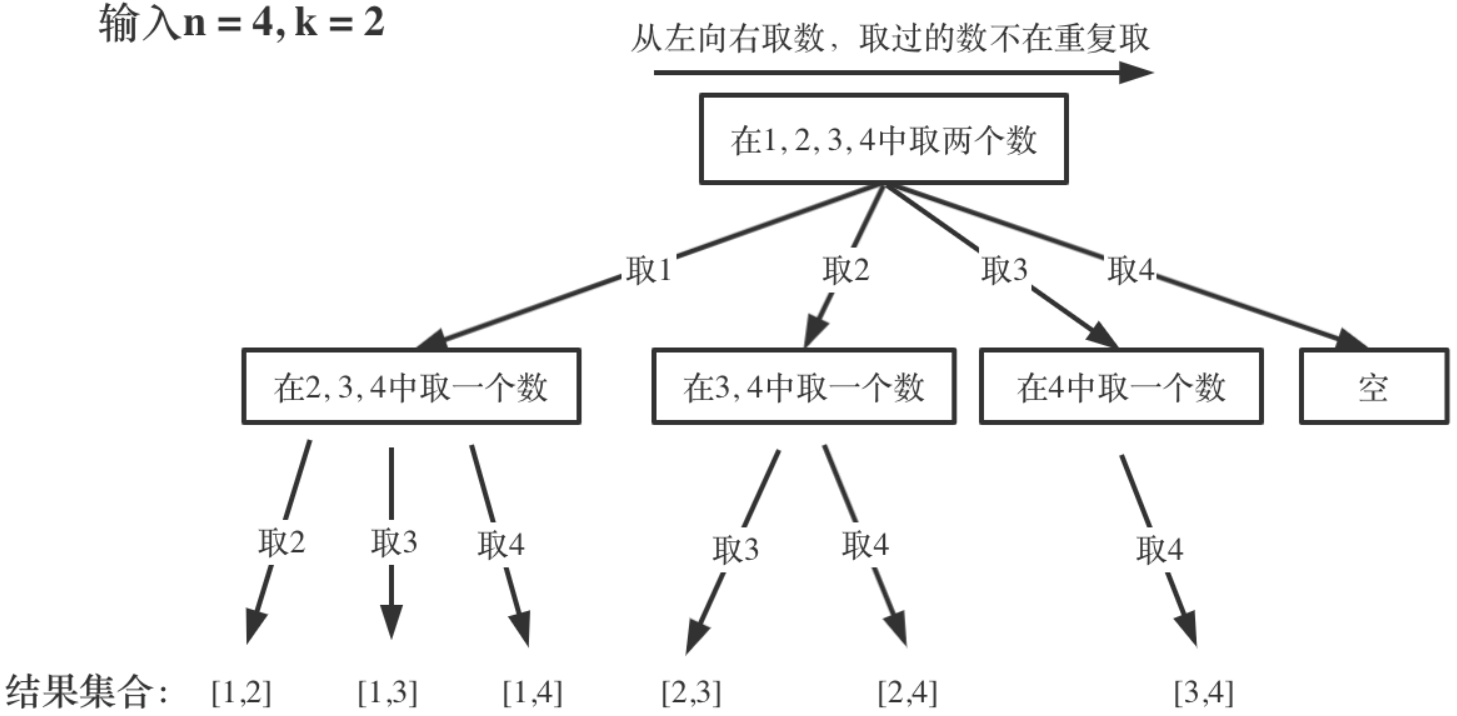 输入n = 4, k = 2
从左向右取数，取过的数不在重复取
在1, 2, 3, 4中取两个数
取1
取2
取3
取4
在2, 3, 4中取一个数
在3, 4中取一个数
在4中取一个数
空
取2
取3
取4
取3
取4
取4
结果集合： [1,2] [1,3] [1,4] [2,3] [2,4] [3,4]